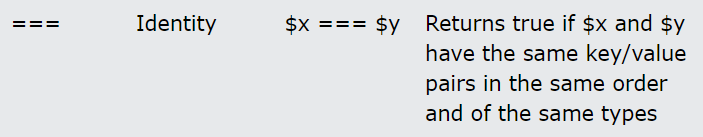 === Identity $x === $y Returns true if $x and $y
have the same key/value
pairs in the same order
and of the same types